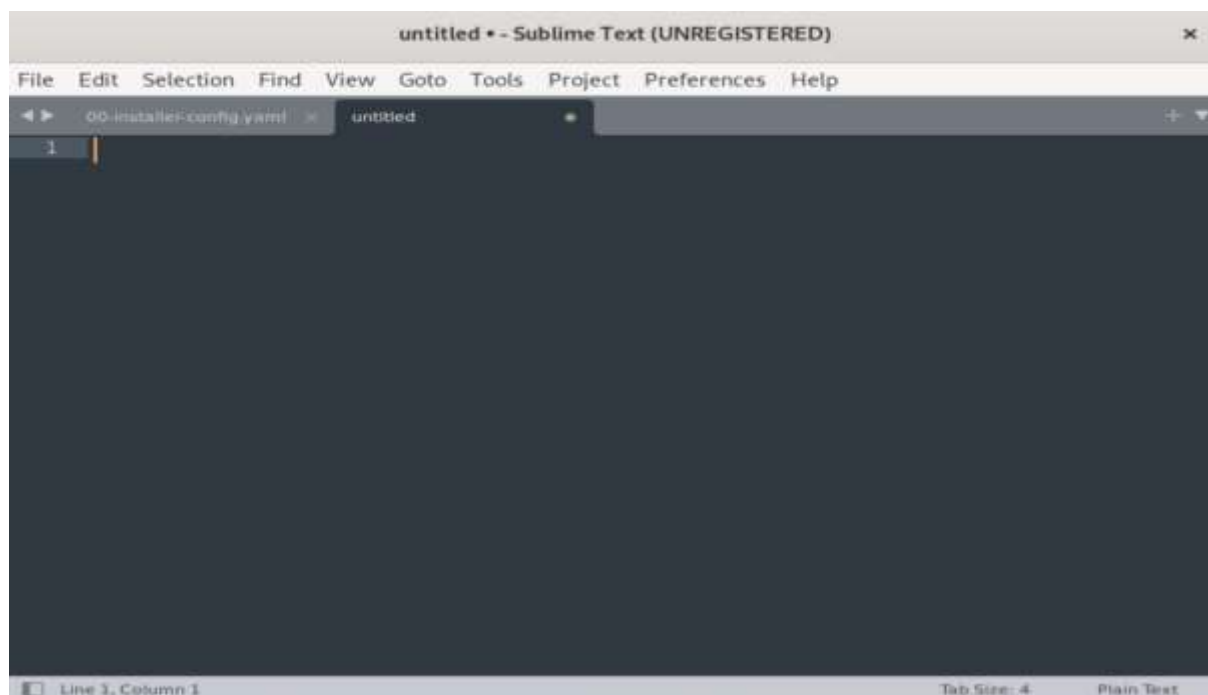 untitled • - Sublime Text (UNREGISTERED)
File Edit Selection Find View Goto Tools Project Preferences Help
00-installer-config.yaml untitled
1
Line 1, Column 1 Tab Size: 4 Plain Text